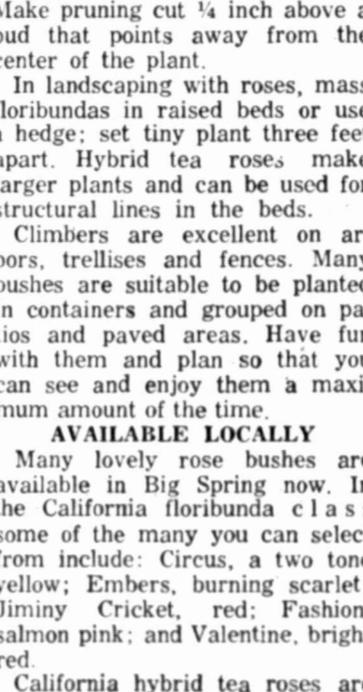 Make pruning cut ¼ inch above a
bud that points away from the
center of the plant.
In landscaping with roses, mass
floribundas in raised beds or use
a hedge; set tiny plant three feet
apart. Hybrid tea roses make
larger plants and can be used for
structural lines in the beds.
Climbers are excellent on ar
bors, trellises and fences. Many
bushes are suitable to be planted
in containers and grouped on pa
tios and paved areas. Have fun
with them and plan so that you
can see and enjoy them a maxi
mum amount of the time.
AVAILABLE LOCALLY
Many lovely rose bushes are
available in Big Spring now. In
the California floribunda clas
some of the many you can select
from include: Circus, a two tone
yellow; Embers, burning scarlet
Jiminy Cricket, red; Fashion
salmon pink; and Valentine, bright
red.
California hybrid tea roses are